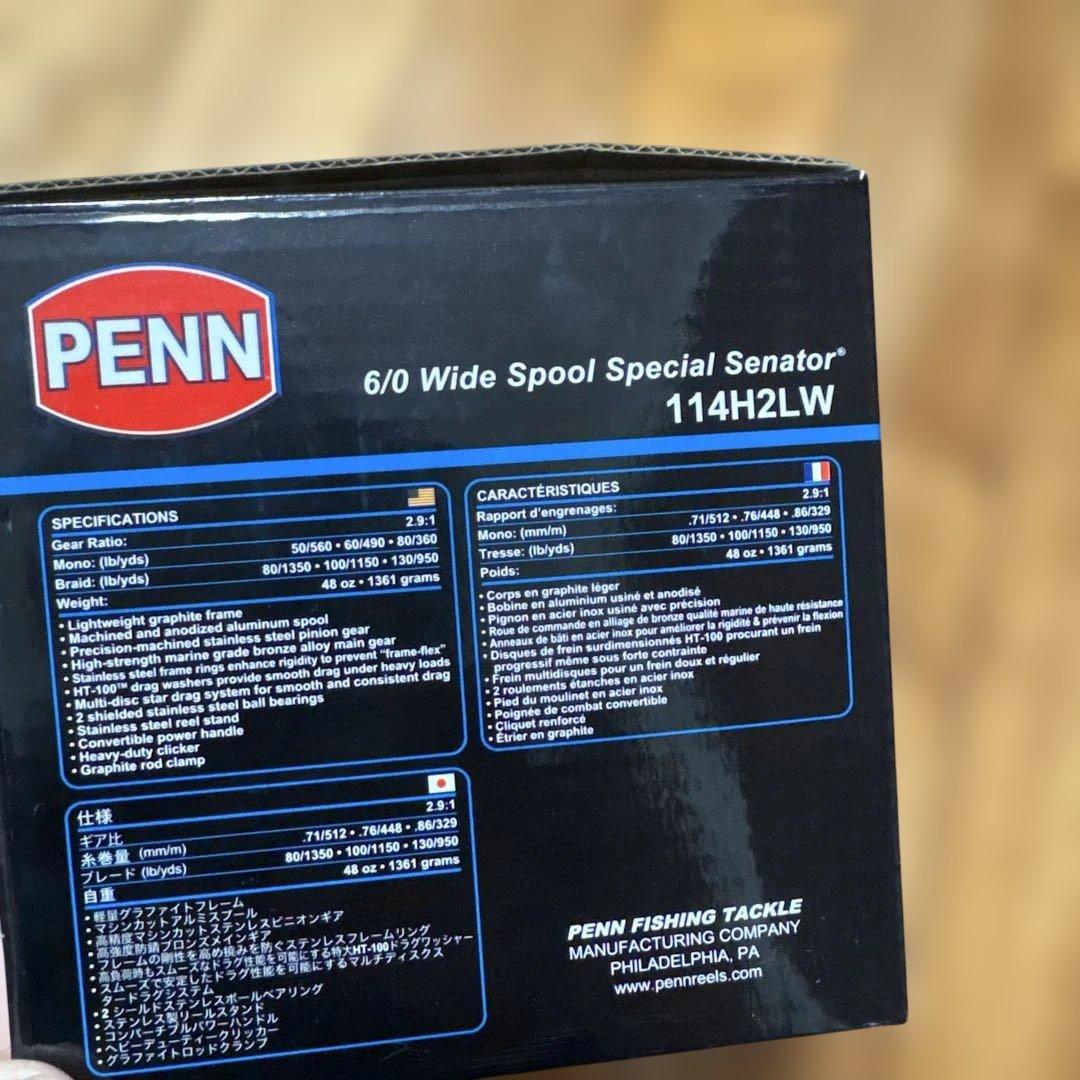 PENN
6/0 Wide Spool Special Senator®
114H2LW
SPECIFICATIONS
Gear Ratio: 2.9:1
Mono: (lb/yds) 50/560 • 60/490 • 80/360
Braid: (lb/yds) 80/1350 • 100/1150 • 130/950
Weight: 48 oz • 1361 grams
• Lightweight graphite frame
• Machined and anodized aluminum spool
• Precision-machined stainless steel pinion gear
• High-strength marine grade bronze alloy main gear
• Stainless steel frame rings enhance rigidity to prevent "frame-flex"
• HT-100™ drag washers provide smooth drag under heavy loads
• Multi-disc star drag system for smooth and consistent drag
• 2 shielded stainless steel ball bearings
• Stainless steel reel stand
• Convertible power handle
• Heavy-duty clicker
• Graphite rod clamp
CARACTÉRISTIQUES
Rapport d'engrenages: 2.9:1
Mono: (mm/m) .71/512 • .76/448 • .86/329
Tresse: (lb/yds) 80/1350 • 100/1150 • 130/950
Poids: 48 oz • 1361 grams
• Corps en graphite léger
• Bobine en aluminium usiné et anodisé
• Pignon en acier inox usiné avec précision
• Roue de commande en alliage de bronze qualité marine de haute résistance
• Anneaux de bâti en acier inox pour améliorer la rigidité & prévenir la flexion
• Disques de frein surdimensionnés HT-100 procurant un frein
progressif même sous forte contrainte
• Frein multidisques pour un frein doux et régulier
• 2 roulements étanches en acier inox
• Pied du moulinet en acier inox
• Poignée de combat convertible
• Cliquet renforcé
• Étrier en graphite
仕様
ギア比 2.9:1
糸巻量 (mm/m) .71/512 • .76/448 • .86/329
ブレード (lb/yds) 80/1350 • 100/1150 • 130/950
自重 48 oz • 1361 grams
• 軽量グラファイトフレーム
• マシンカットアルミスプール
• 高精度マシンカットステンレスピニオンギア
• 高強度防錆ブロンズメインギア
• フレームの剛性を高め撓みを防ぐステンレスフレームリング
• 高負荷時もスムーズなドラグ性能を可能にする特大HT-100ドラグワッシャー
• スムーズで安定したドラグ性能を可能にするマルチディスクス
タードラグシステム
• 2 シールドステンレスボールベアリング
• ステンレス製リールスタンド
• コンバーチブルパワーハンドル
• ヘビーデューティークリッカー
• グラファイトロッドクランプ
PENN FISHING TACKLE
MANUFACTURING COMPANY
PHILADELPHIA, PA
www.pennreels.com